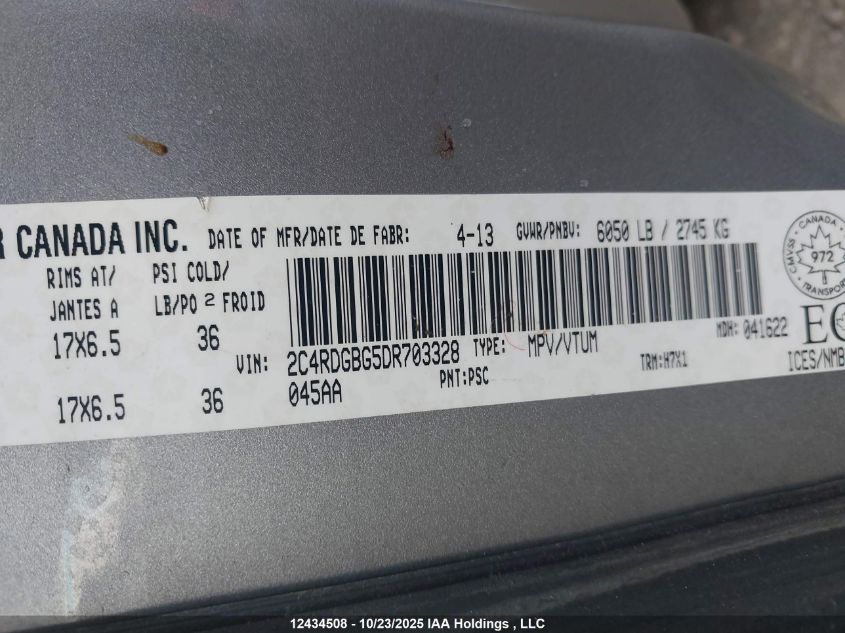 R CANADA INC. DATE OF MFR/DATE DE FABR: 4-13 GVWR/PNBV: 6050 LB / 2745 KG
RIMS AT/ PSI COLD/
JANTES A LB/PO 2 FROID
17X6.5 36
VIN: 2C4RDGBG5DR703328 TYPE: MPV/VTUM MDH: 041622
045AA PNT:PSC TRM:H7X1
17X6.5 36
CANADA
CMVSS 972
TRANSPORT
ICES/NMB
12434508 - 10/23/2025 IAA Holdings , LLC